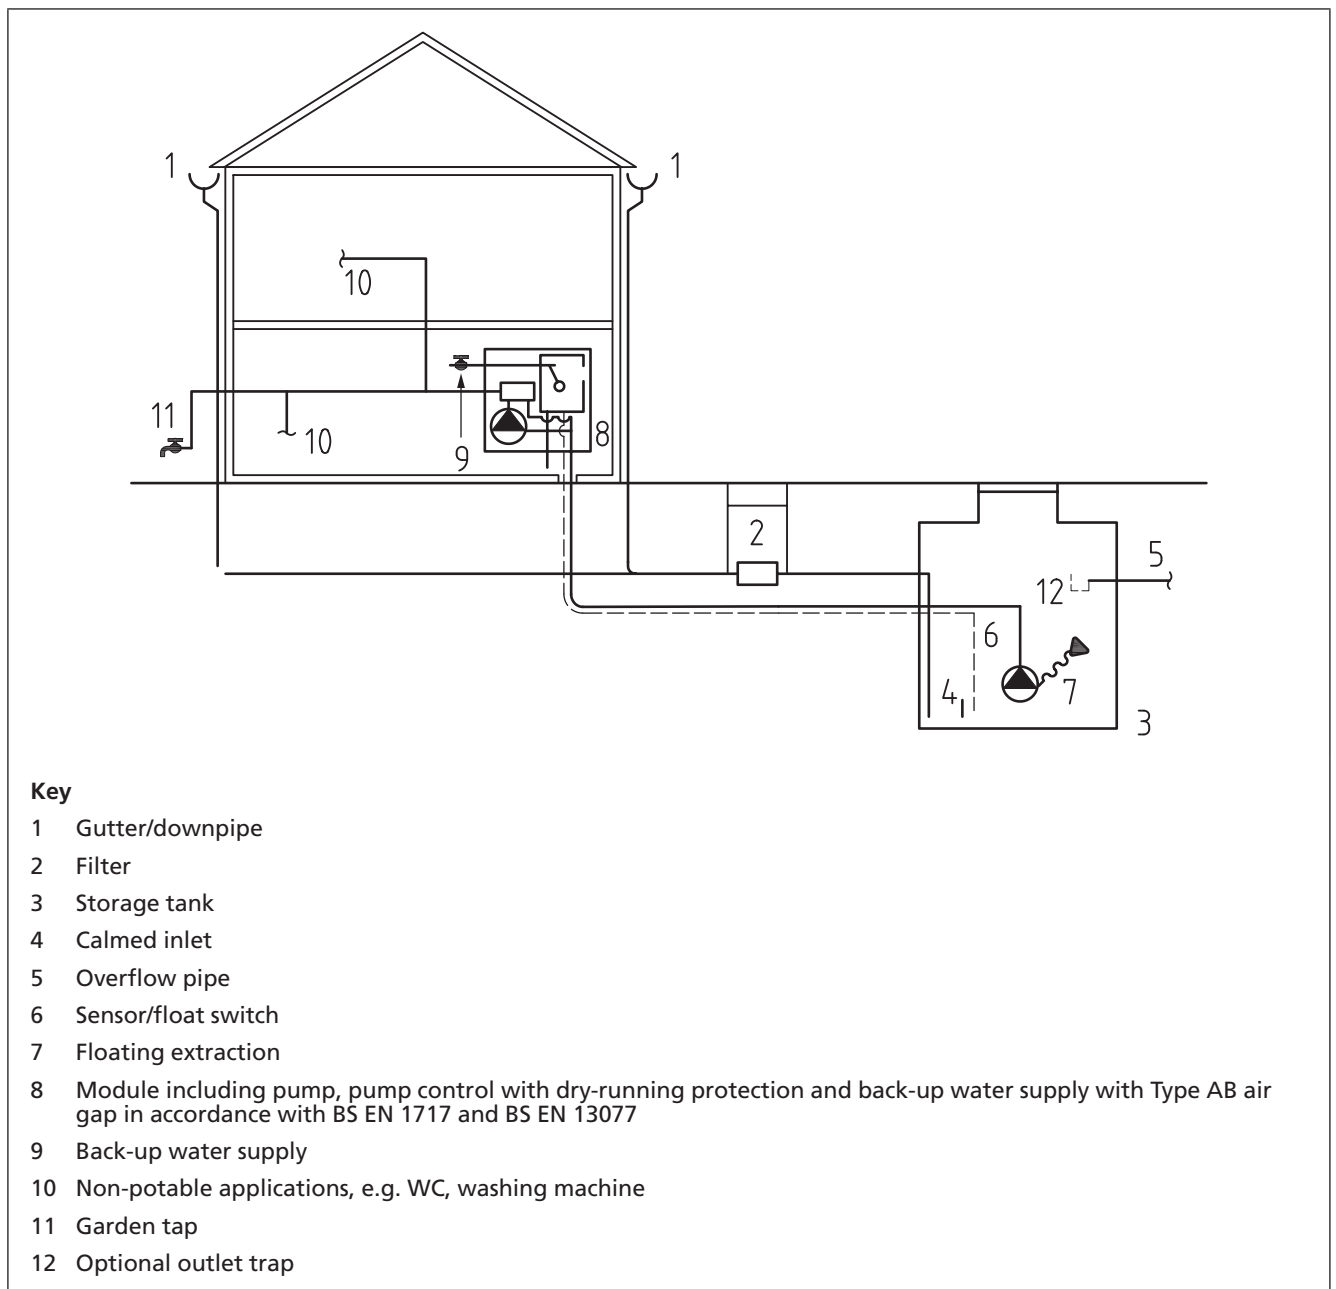 1
1
10
11
10
9
8
2
5
12
6
4
7
3
Key
1 Gutter/downpipe
2 Filter
3 Storage tank
4 Calmed inlet
5 Overflow pipe
6 Sensor/float switch
7 Floating extraction
8 Module including pump, pump control with dry-running protection and back-up water supply with Type AB air
gap in accordance with BS EN 1717 and BS EN 13077
9 Back-up water supply
10 Non-potable applications, e.g. WC, washing machine
11 Garden tap
12 Optional outlet trap